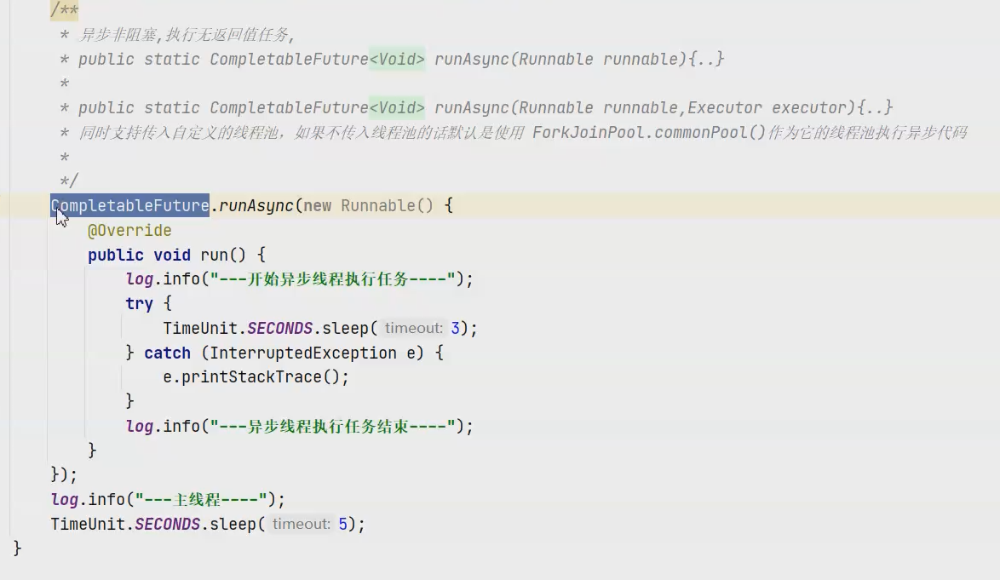 /**
* 异步非阻塞,执行无返回值任务,
* public static CompletableFuture<Void> runAsync(Runnable runnable){..}
*
* public static CompletableFuture<Void> runAsync(Runnable runnable,Executor executor){..}
* 同时支持传入自定义的线程池，如果不传入线程池的话默认是使用 ForkJoinPool.commonPool()作为它的线程池执行异步代码
*
*/
CompletableFuture.runAsync(new Runnable() {
@Override
public void run() {
log.info("---开始异步线程执行任务----");
try {
TimeUnit.SECONDS.sleep( timeout: 3);
} catch (InterruptedException e) {
e.printStackTrace();
}
log.info("---异步线程执行任务结束----");
}
});
log.info("---主线程----");
TimeUnit.SECONDS.sleep( timeout: 5);
}